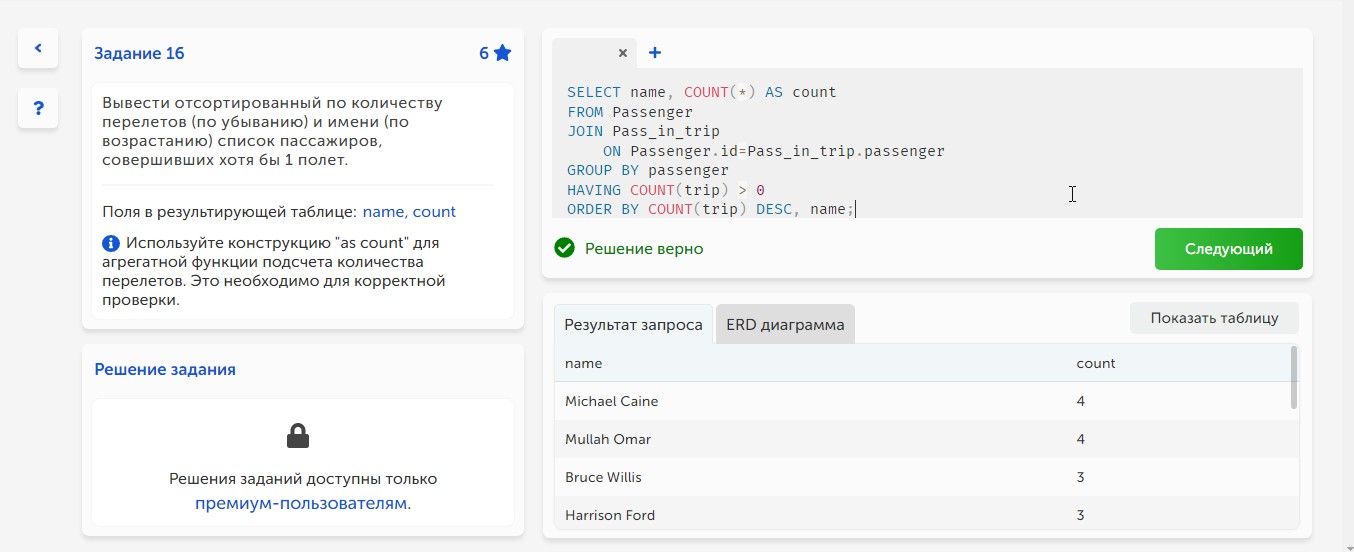 Задание 16
6
Вывести отсортированный по количеству
перелетов (по убыванию) и имени (по
возрастанию) список пассажиров,
совершивших хотя бы 1 полет.
Поля в результирующей таблице: name, count
Используйте конструкцию "as count" для
агрегатной функции подсчета количества
перелетов. Это необходимо для корректной
проверки.
Решение задания
Решения заданий доступны только
премиум-пользователям.
SELECT name, COUNT(*) AS count
FROM Passenger
JOIN Pass_in_trip
ON Passenger.id=Pass_in_trip.passenger
GROUP BY passenger
HAVING COUNT(trip) > 0
ORDER BY COUNT(trip) DESC, name;
Решение верно
Следующий
Результат запроса
ERD диаграмма
Показать таблицу
name count
Michael Caine 4
Mullah Omar 4
Bruce Willis 3
Harrison Ford 3